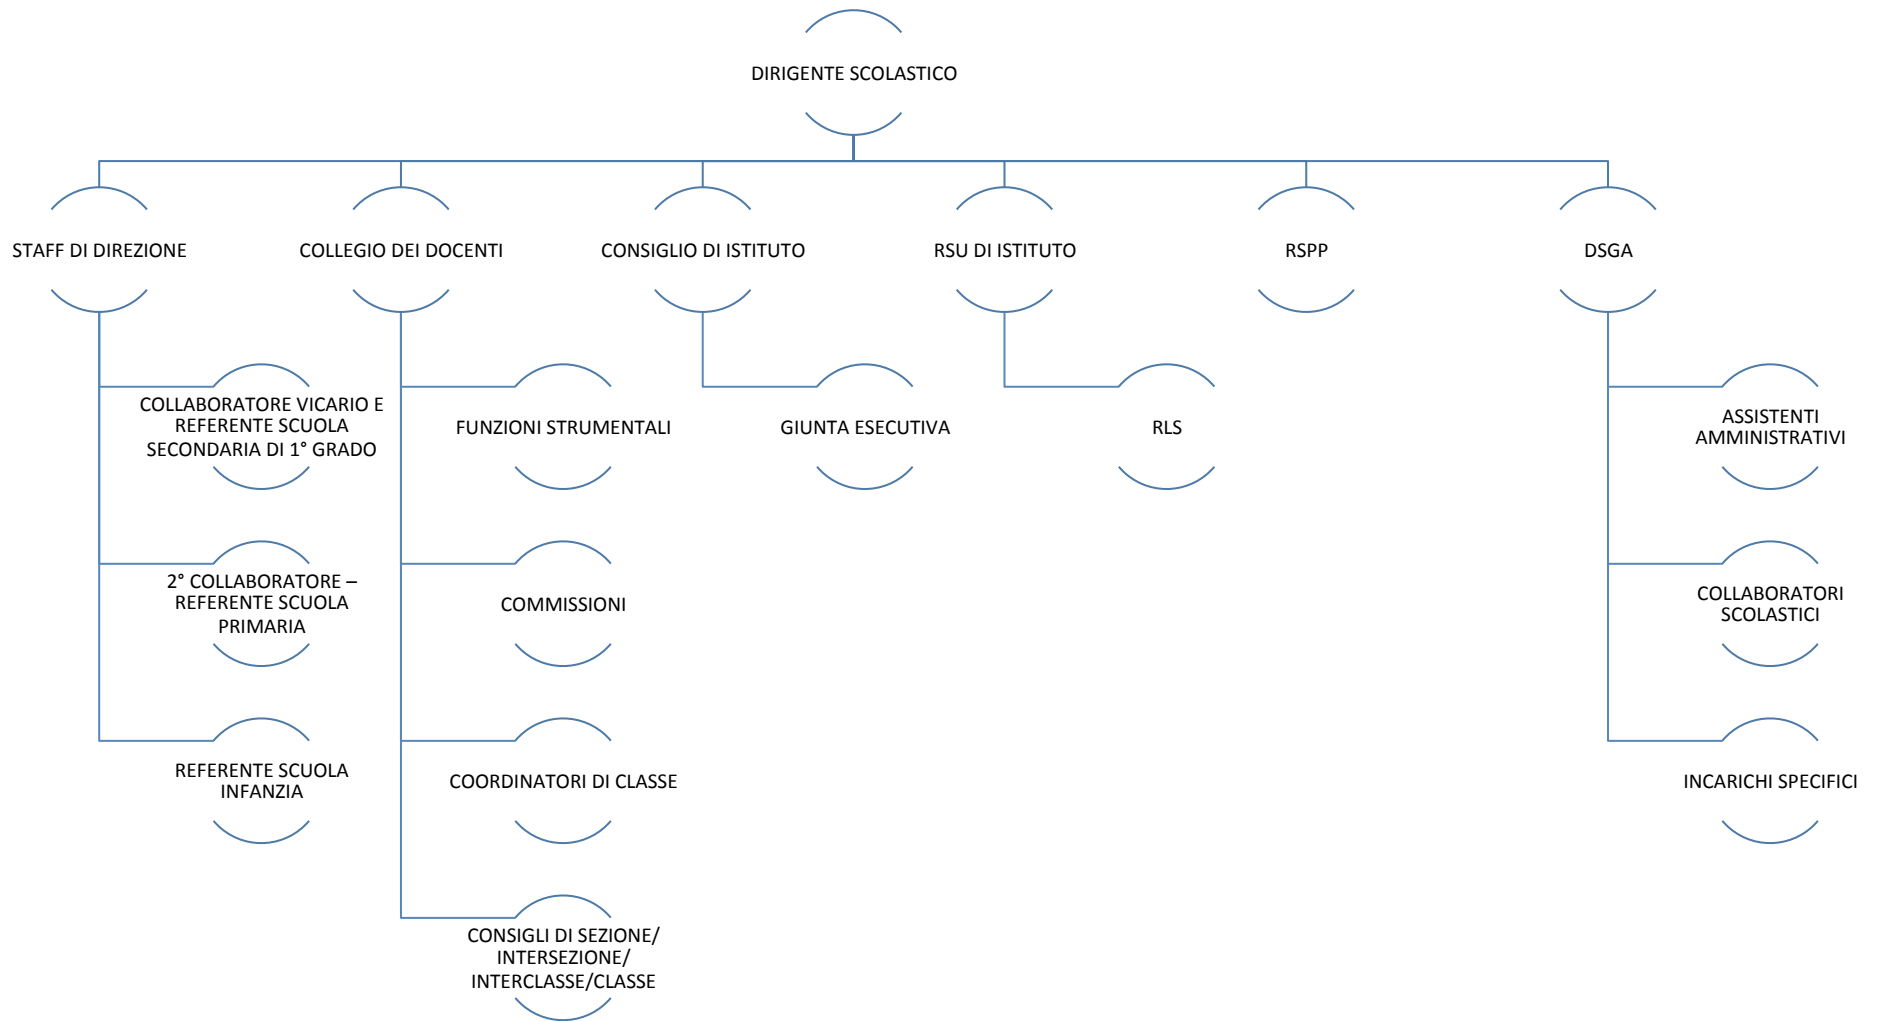 DIRIGENTE SCOLASTICO
STAFF DI DIREZIONE
COLLEGIO DEI DOCENTI
CONSIGLIO DI ISTITUTO
RSU DI ISTITUTO
RSPP
DSGA
COLLABORATORE VICARIO E
REFERENTE SCUOLA
SECONDARIA DI 1° GRADO
FUNZIONI STRUMENTALI
GIUNTA ESECUTIVA
RLS
ASSISTENTI
AMMINISTRATIVI
2° COLLABORATORE –
REFERENTE SCUOLA
PRIMARIA
COMMISSIONI
COLLABORATORI
SCOLASTICI
REFERENTE SCUOLA
INFANZIA
COORDINATORI DI CLASSE
INCARICHI SPECIFICI
CONSIGLI DI SEZIONE/
INTERSEZIONE/
INTERCLASSE/CLASSE